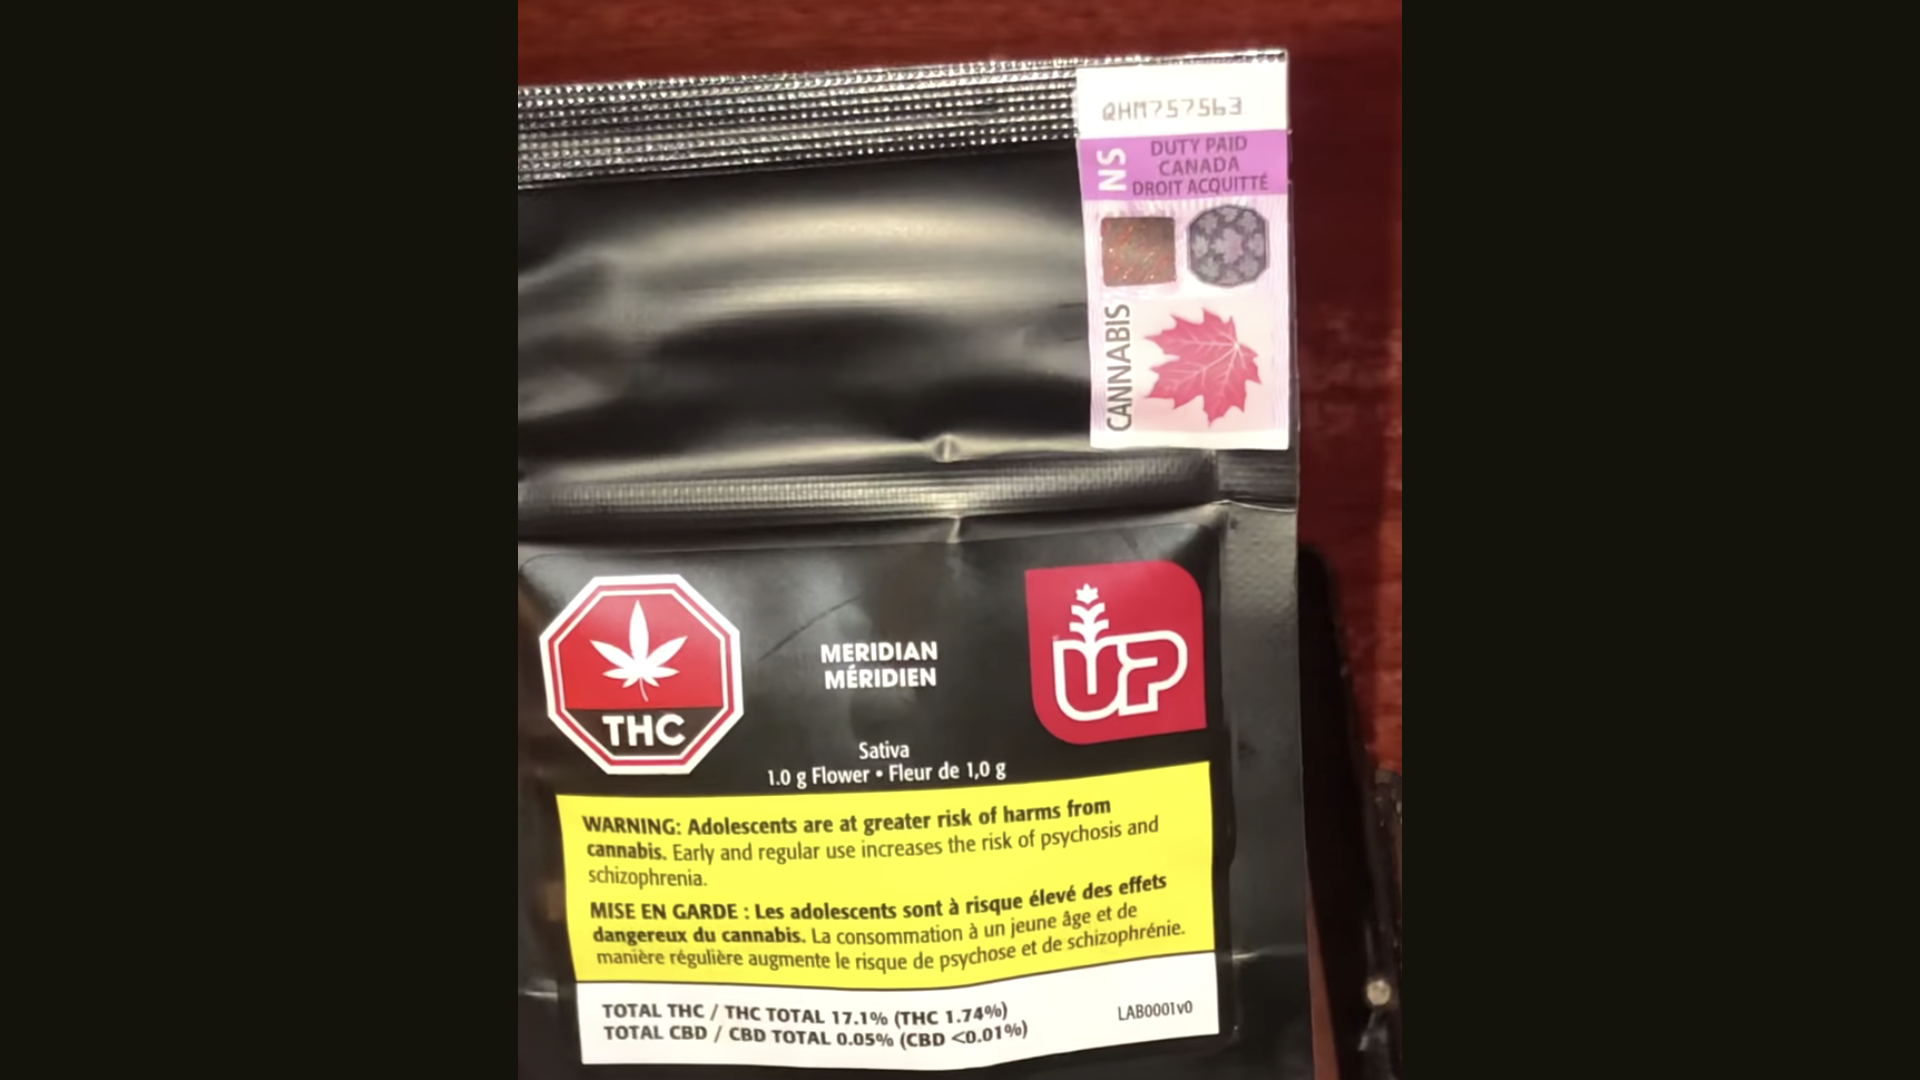 QHM757563
NS
DUTY PAID
CANADA
DROIT ACQUITTÉ
CANNABIS
THC
MERIDIAN
MÉRIDIEN
UP
Sativa
1.0 g Flower • Fleur de 1,0 g
WARNING: Adolescents are at greater risk of harms from
cannabis. Early and regular use increases the risk of psychosis and
schizophrenia.
MISE EN GARDE : Les adolescents sont à risque élevé des effets
dangereux du cannabis. La consommation à un jeune âge et de
manière régulière augmente le risque de psychose et de schizophrénie.
TOTAL THC / THC TOTAL 17.1% (THC 1.74%)
TOTAL CBD / CBD TOTAL 0.05% (CBD <0.01%)
LAB0001v0